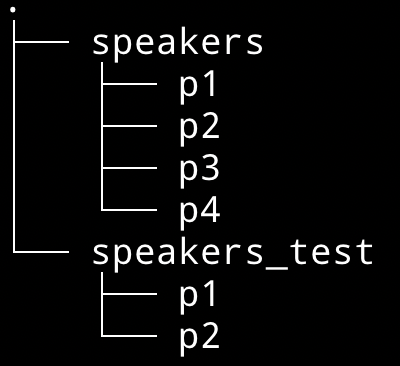 .
speakers
p1
p2
p3
p4
speakers_test
p1
p2